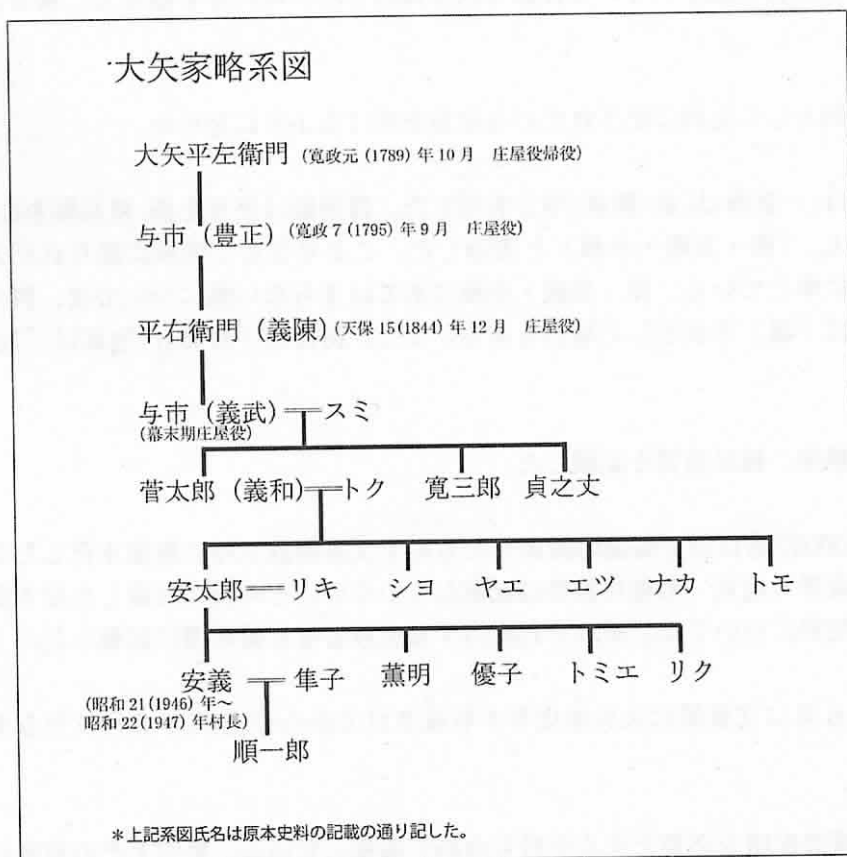 大矢家略系図
大矢平左衛門 (寛政元(1789)年10月 庄屋役帰役)
与市(豊正) (寛政7(1795)年9月 庄屋役)
平右衛門(義陳) (天保15(1844)年12月 庄屋役)
与市(義武) スミ
(幕末期庄屋役)
菅太郎(義和) トク 寛三郎 貞之丈
安太郎 リキ シヨ ヤエ エツ ナカ トモ
安義 隼子 薫明 優子 トミエ リク
(昭和21(1946)年〜
昭和22(1947)年村長)
順一郎
*上記系図氏名は原本史料の記載の通り記した。